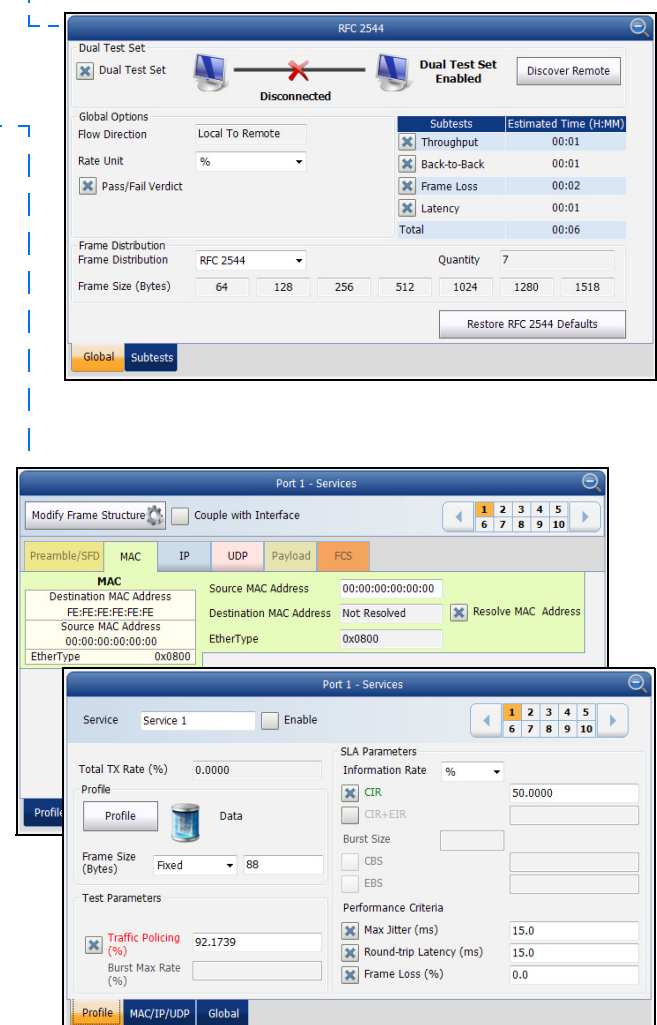 RFC 2544
Dual Test Set
Dual Test Set
Disconnected
Dual Test Set
Enabled
Discover Remote
Global Options
Flow Direction
Local To Remote
Rate Unit
%
Pass/Fail Verdict
Subtests Estimated Time (H:MM)
Throughput 00:01
Back-to-Back 00:01
Frame Loss 00:02
Latency 00:01
Total 00:06
Frame Distribution
Frame Distribution RFC 2544 Quantity 7
Frame Size (Bytes) 64 128 256 512 1024 1280 1518
Restore RFC 2544 Defaults
Global Subtests
Port 1 - Services
Modify Frame Structure Couple with Interface
1 2 3 4 5
6 7 8 9 10
Preamble/SFD MAC IP UDP Payload FCS
MAC
Destination MAC Address
FE:FE:FE:FE:FE:FE
Source MAC Address
00:00:00:00:00:00
EtherType 0x0800
Source MAC Address 00:00:00:00:00:00
Destination MAC Address Not Resolved Resolve MAC Address
EtherType 0x0800
Profile
Port 1 - Services
Service Service 1 Enable
1 2 3 4 5
6 7 8 9 10
Total TX Rate (%) 0.0000
Profile
Profile Data
Frame Size
(Bytes)
Fixed 88
Test Parameters
Traffic Policing
(%)
92.1739
Burst Max Rate
(%)
SLA Parameters
Information Rate %
CIR 50.0000
CIR+EIR
Burst Size
CBS
EBS
Performance Criteria
Max Jitter (ms) 15.0
Round-trip Latency (ms) 15.0
Frame Loss (%) 0.0
Profile MAC/IP/UDP Global